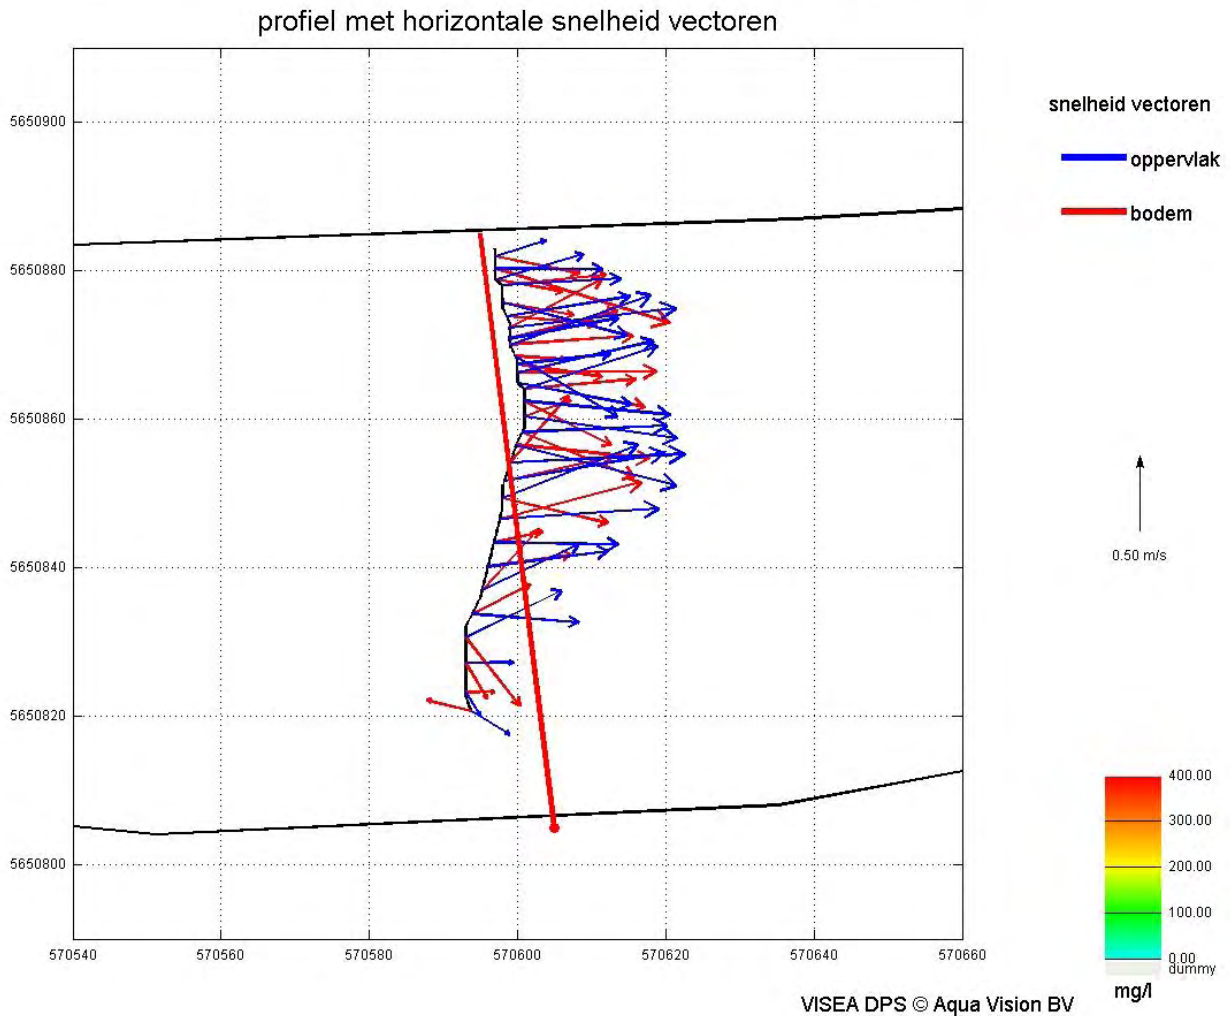 profiel met horizontale snelheid vectoren
snelheid vectoren
oppervlak
bodem
5650900
5650880
5650860
5650840
5650820
5650800
0.50 m/s
570540
570560
570580
570600
570620
570640
570660
400.00
300.00
200.00
100.00
0.00
dummy
mg/l
VISEA DPS © Aqua Vision BV